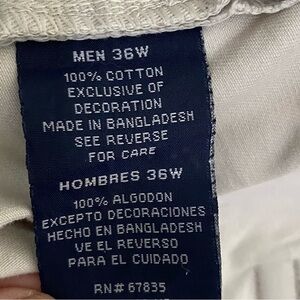 MEN 36W
100% COTTON
EXCLUSIVE OF
DECORATION
MADE IN BANGLADESH
SEE REVERSE
FOR CARE
HOMBRES 36W
100% ALGODON
EXCEPTO DECORACIONES
HECHO EN BANGLADESH
VE EL REVERSO
PARA EL CUIDADO
RN# 67835